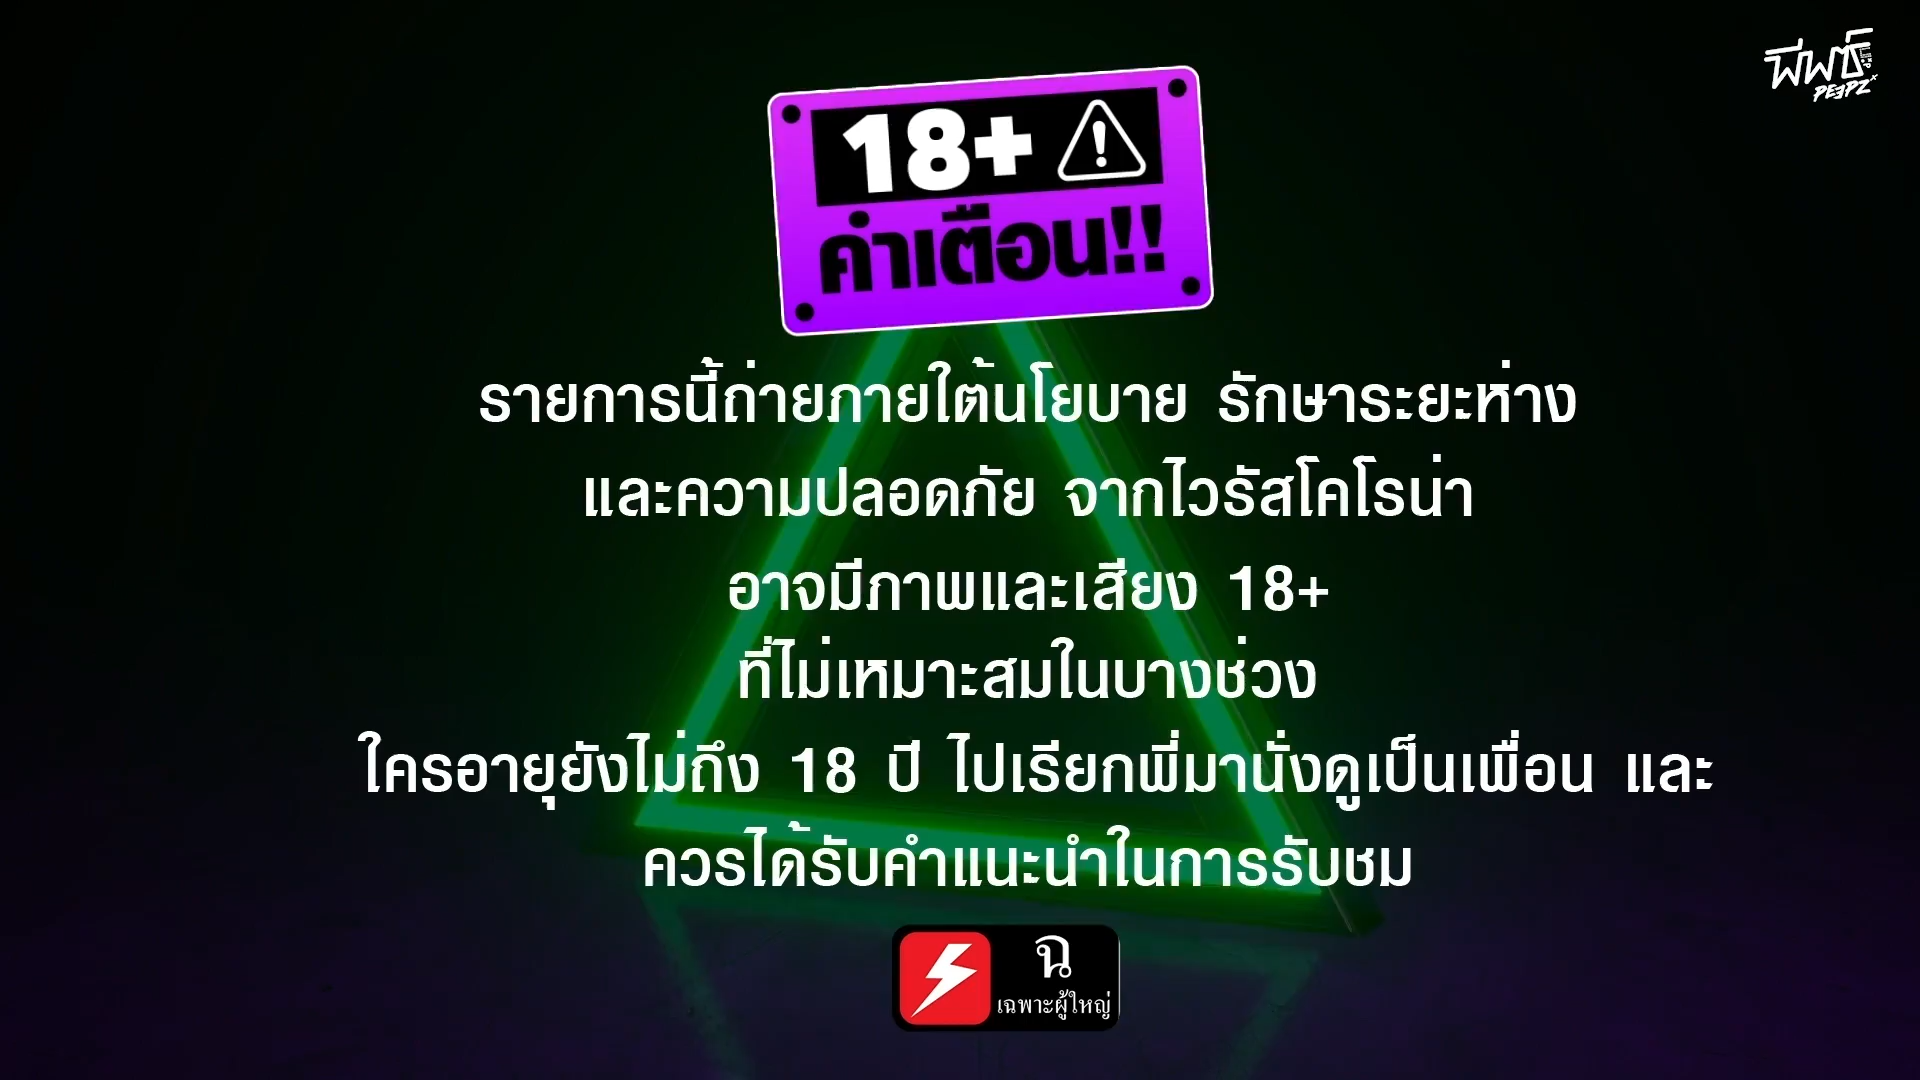 พีพซ์
PEEPZ
18+
คำเตือน!!
รายการนี้ถ่ายภายใต้นโยบาย รักษาระยะห่าง
และความปลอดภัย จากไวรัสโคโรน่า
อาจมีภาพและเสียง 18+
ที่ไม่เหมาะสมในบางช่วง
ใครอายุยังไม่ถึง 18 ปี ไปเรียกพี่มานั่งดูเป็นเพื่อน และ
ควรได้รับคำแนะนำในการรับชม
ฉ
เฉพาะผู้ใหญ่